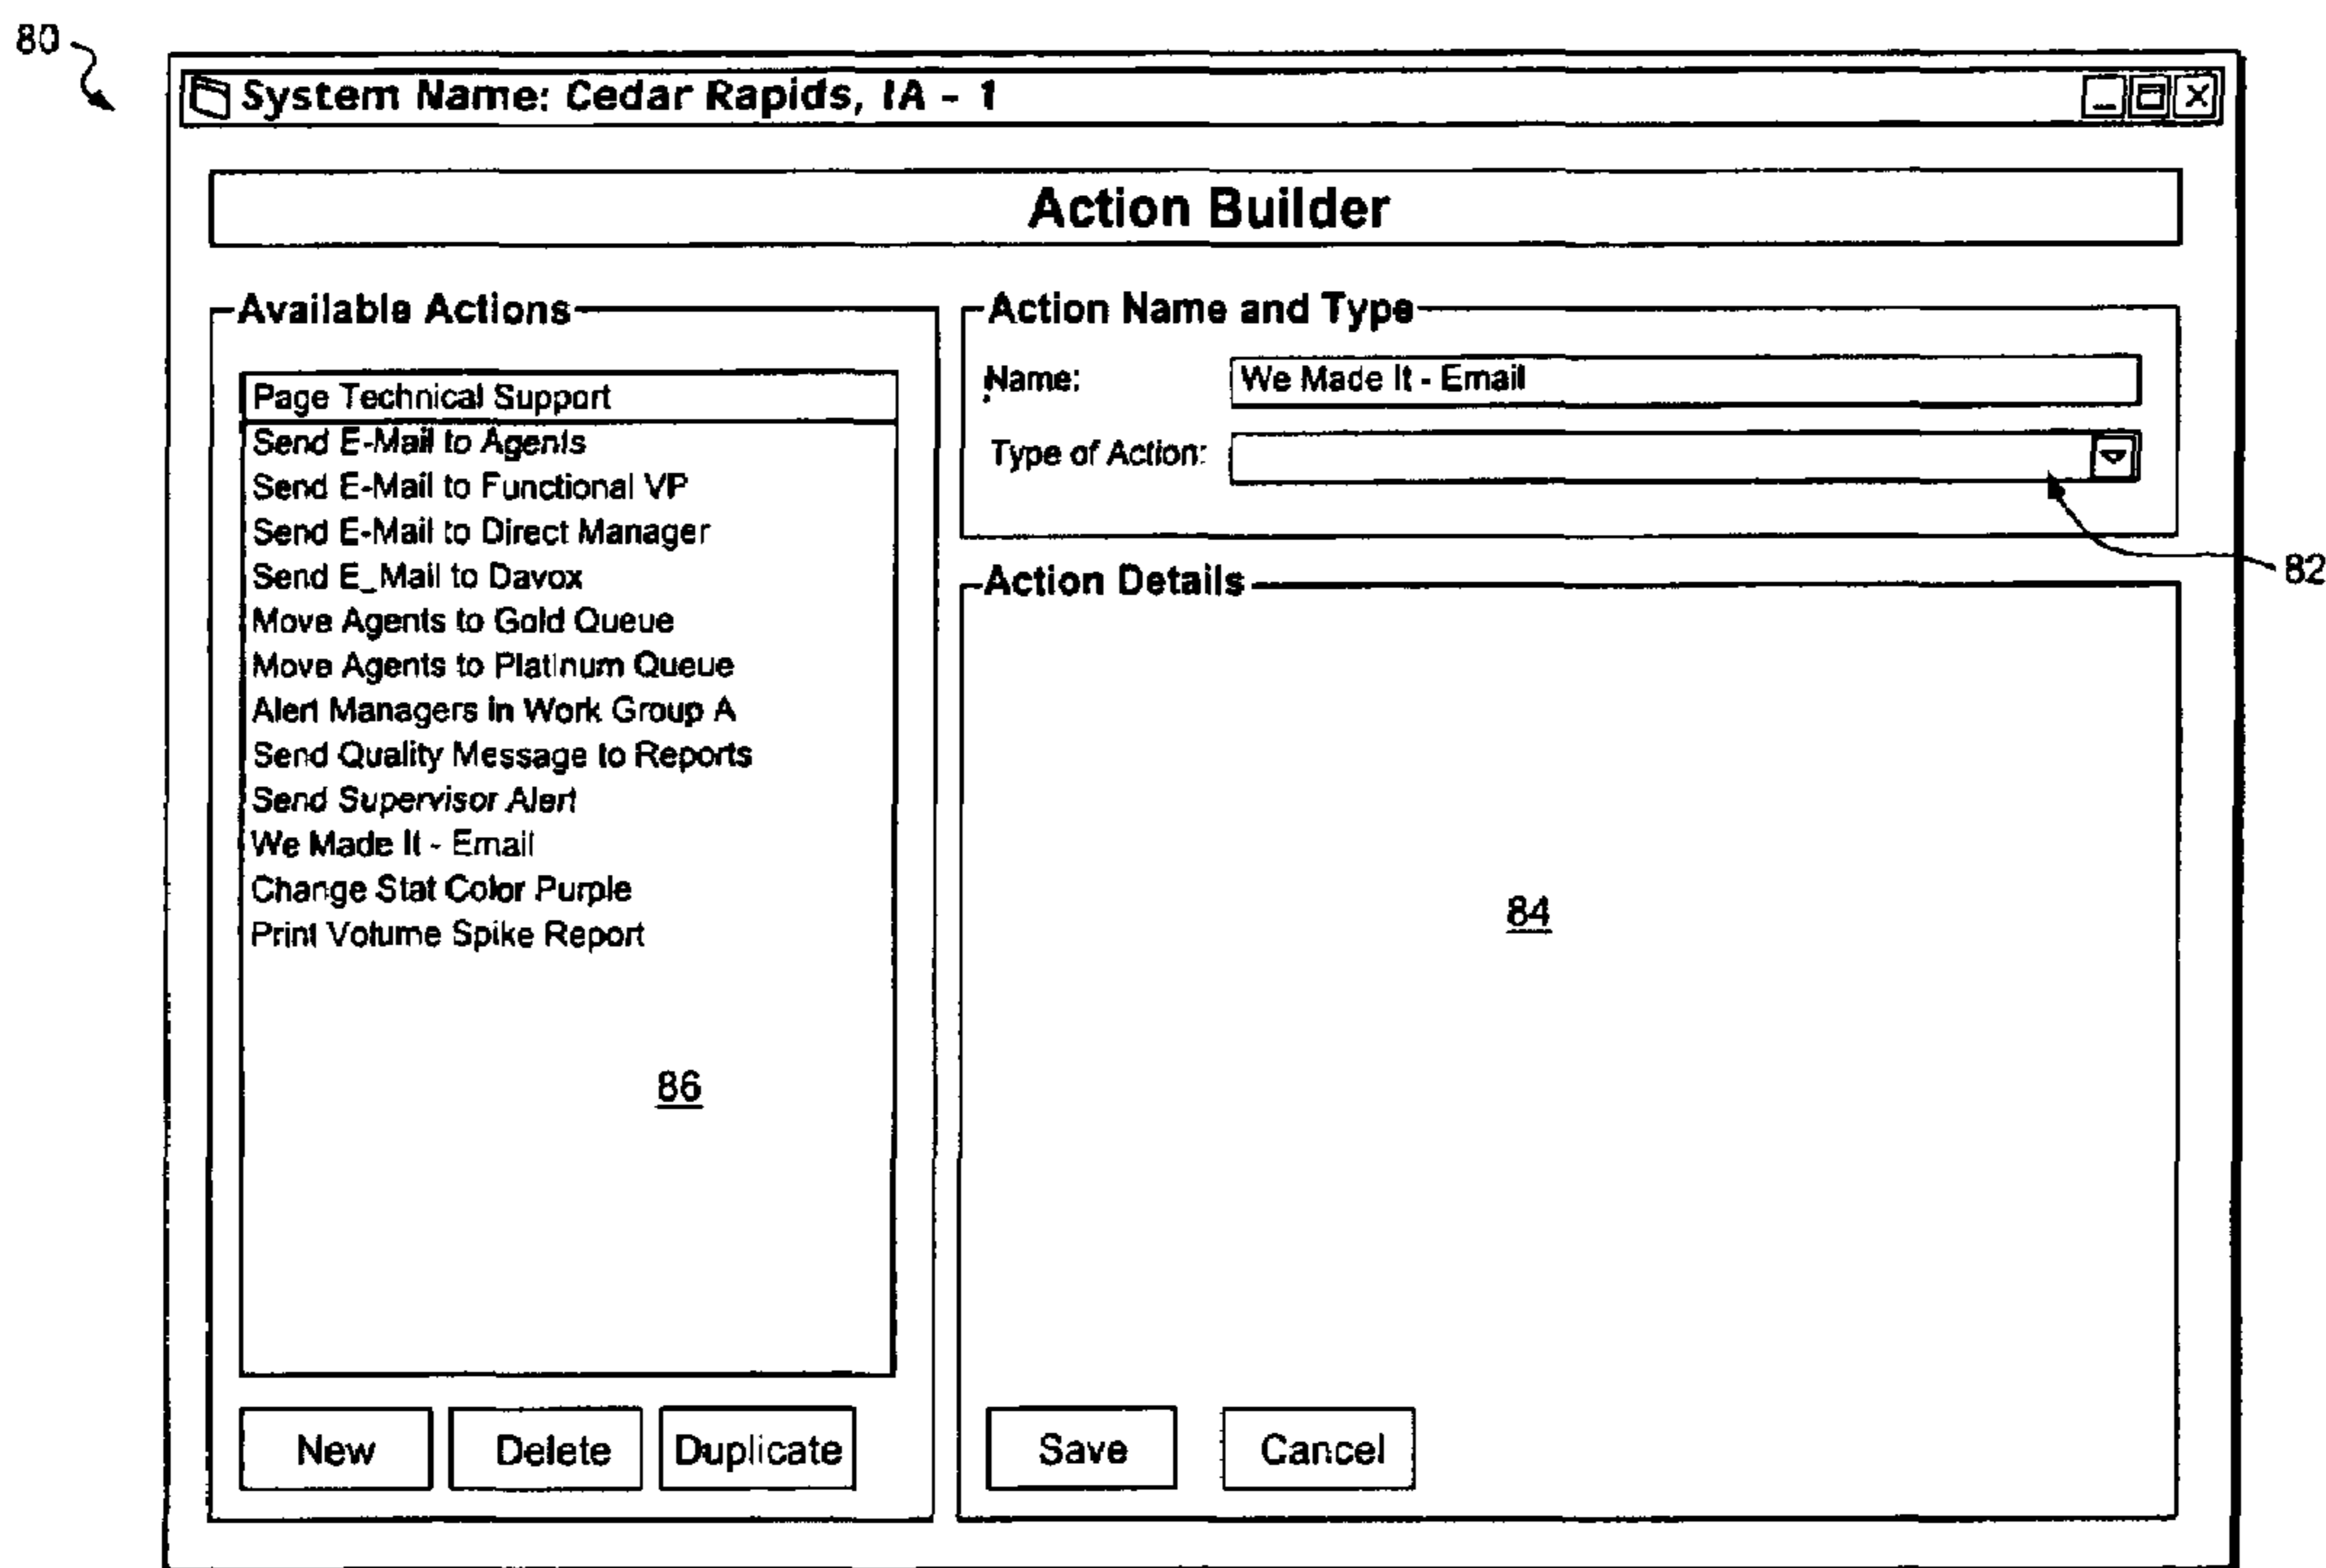 80
System Name: Cedar Rapids, IA - 1
Action Builder
Available Actions
Page Technical Support
Send E-Mail to Agents
Send E-Mail to Functional VP
Send E-Mail to Direct Manager
Send E_Mail to Davox
Move Agents to Gold Queue
Move Agents to Platinum Queue
Alert Managers in Work Group A
Send Quality Message to Reports
Send Supervisor Alert
We Made It - Email
Change Stat Color Purple
Print Volume Spike Report
86
New Delete Duplicate
Action Name and Type
Name: We Made It - Email
Type of Action:
82
Action Details
84
Save Cancel